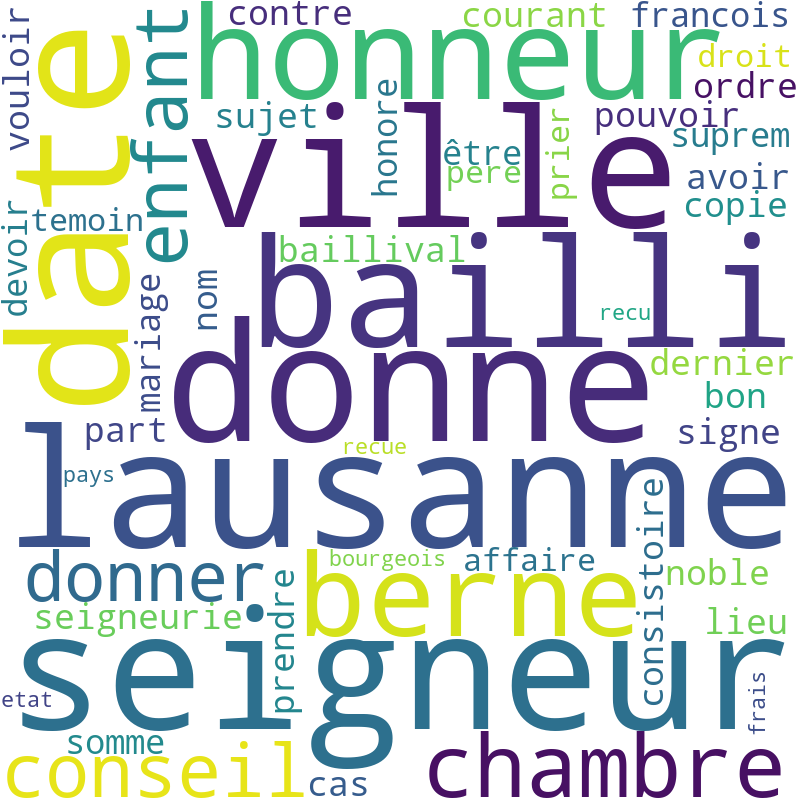 contre
courant
francois
vouloir
enfant
honneur
droit
ordre
date
sujet
honore
ville
être
pere
prier
pouvoir
suprem
avoir
copie
devoir
temoin
baillival
bailli
nom
mariage
recu
donne
dernier
bon
part
signe
recue
lausanne
pays
consistoire
donner
bourgeois
affaire
berne
noble
seigneurie
prendre
lieu
seigneur
etat
frais
somme
conseil
cas
chambre